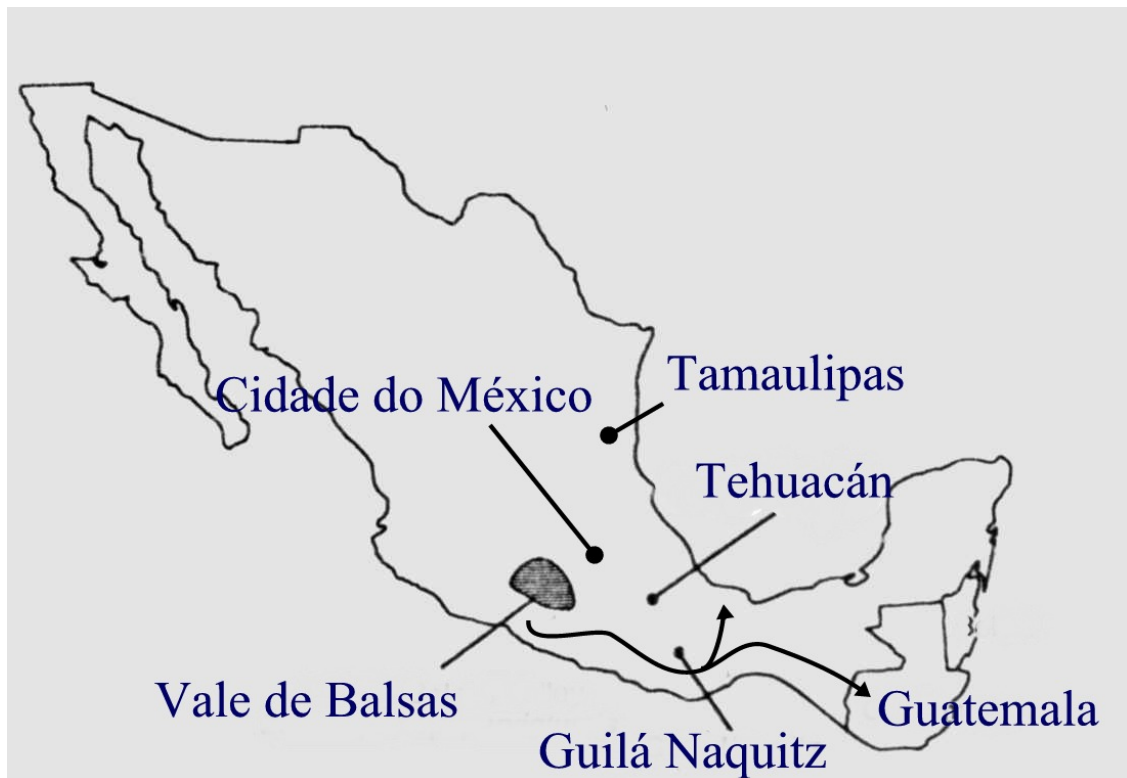 Tamaulipas
Cidade do México
Tehuacán
Vale de Balsas
Guatemala
Guilá Naquitz